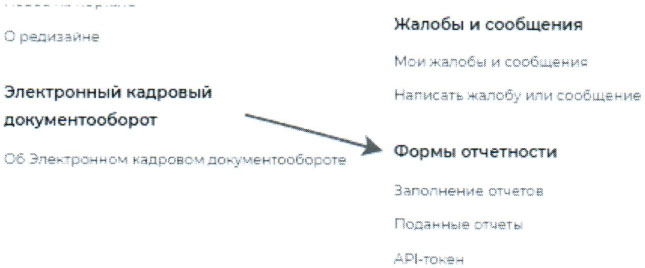 О редизайне
Электронный кадровый
документооборот
Об Электронном кадровом документообороте
Жалобы и сообщения
Мои жалобы и сообщения
Написать жалобу или сообщение
Формы отчетности
Заполнение отчетов
Поданные отчеты
API-токен